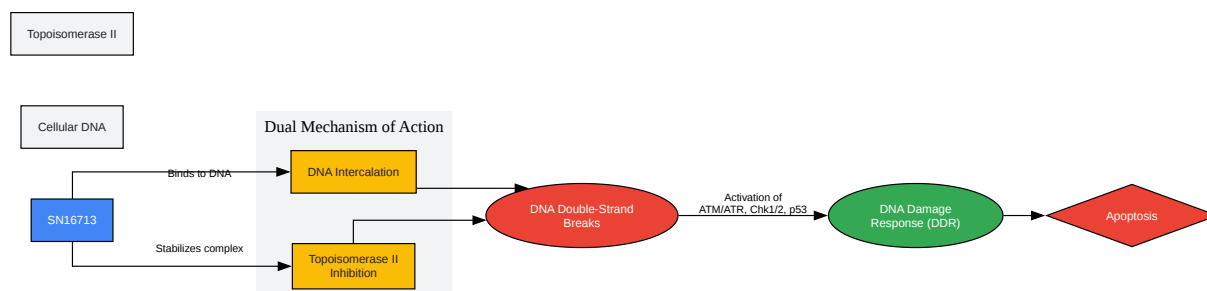 Topoisomerase II
Cellular DNA
Dual Mechanism of Action
Binds to DNA
DNA Intercalation
SN16713
Stabilizes complex
Topoisomerase II
Inhibition
DNA Double-Strand
Breaks
Activation of
ATM/ATR, Chk1/2, p53
DNA Damage
Response (DDR)
Apoptosis